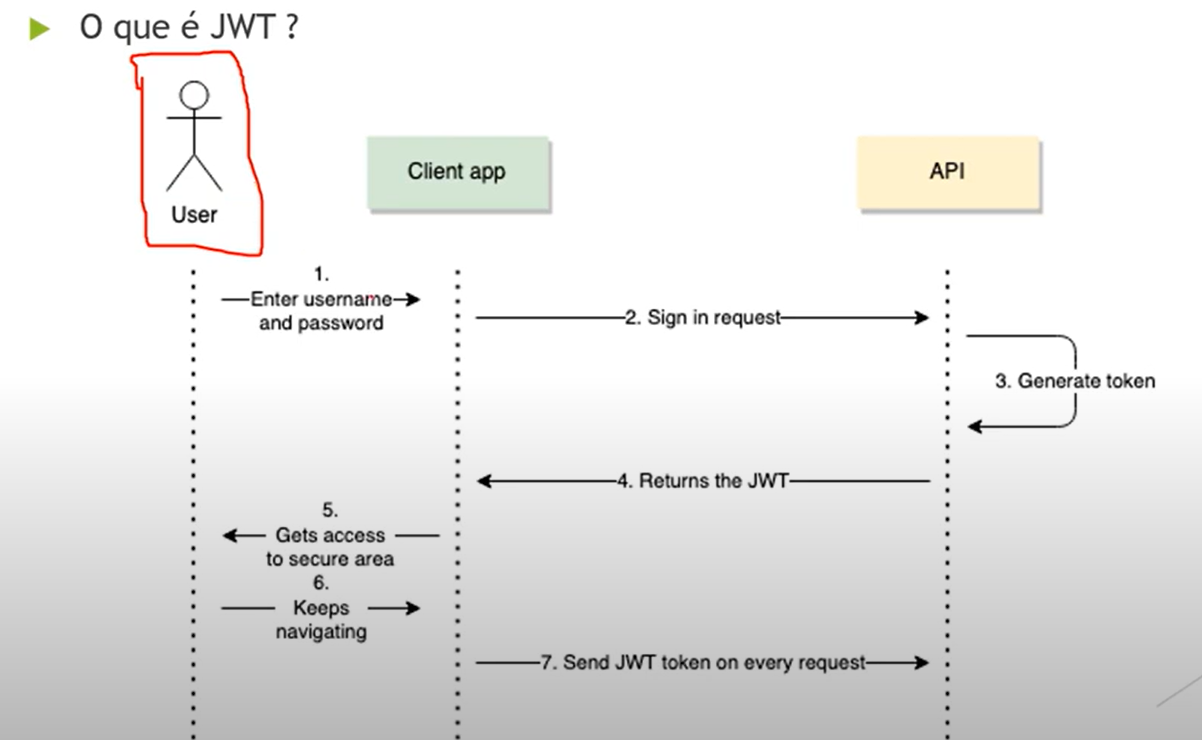 O que é JWT ?
Client app
API
User
1.
Enter username
and password
2. Sign in request
3. Generate token
4. Returns the JWT
5.
Gets access
to secure area
6.
Keeps
navigating
7. Send JWT token on every request